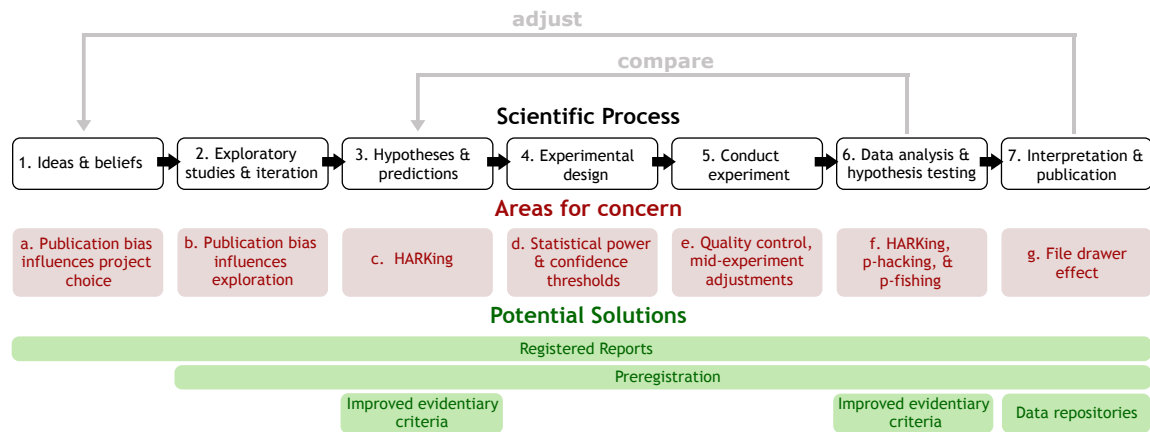 adjust
compare
Scientific Process
1. Ideas & beliefs
2. Exploratory
studies & iteration
3. Hypotheses &
predictions
4. Experimental
design
5. Conduct
experiment
6. Data analysis &
hypothesis testing
7. Interpretation &
publication
Areas for concern
a. Publication bias
influences project
choice
b. Publication bias
influences
exploration
c. HARKing
d. Statistical power
& confidence
thresholds
e. Quality control,
mid-experiment
adjustments
f. HARKing,
p-hacking, &
p-fishing
g. File drawer
effect
Potential Solutions
Registered Reports
Preregistration
Improved evidentiary
criteria
Improved evidentiary
criteria
Data repositories